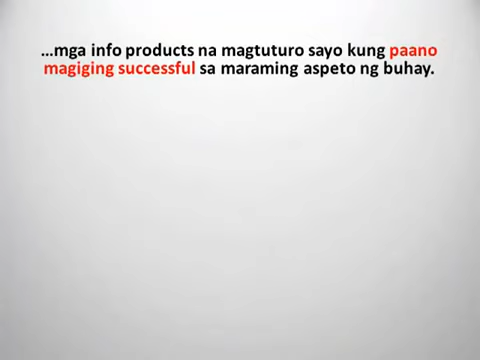 …mga info products na magtuturo sayo kung paano
magiging successful sa maraming aspeto ng buhay.